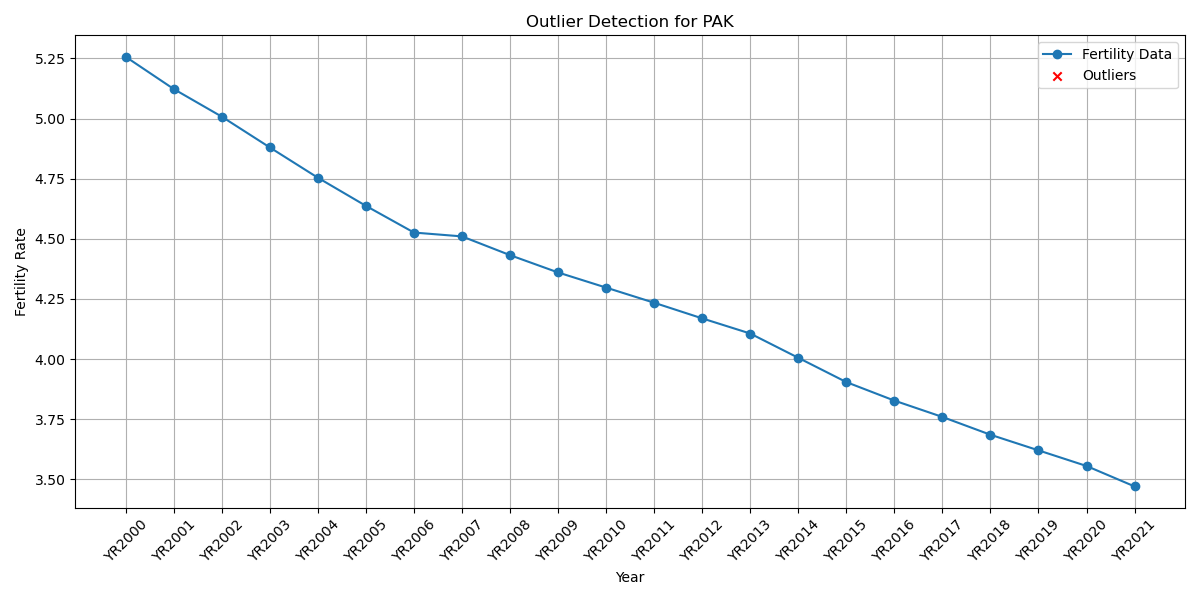 Outlier Detection for PAK
Fertility Data
Outliers
Fertility Rate
5.25
5.00
4.75
4.50
4.25
4.00
3.75
3.50
YR2000
YR2001
YR2002
YR2003
YR2004
YR2005
YR2006
YR2007
YR2008
YR2009
YR2010
YR2011
YR2012
YR2013
YR2014
YR2015
YR2016
YR2017
YR2018
YR2019
YR2020
YR2021
Year